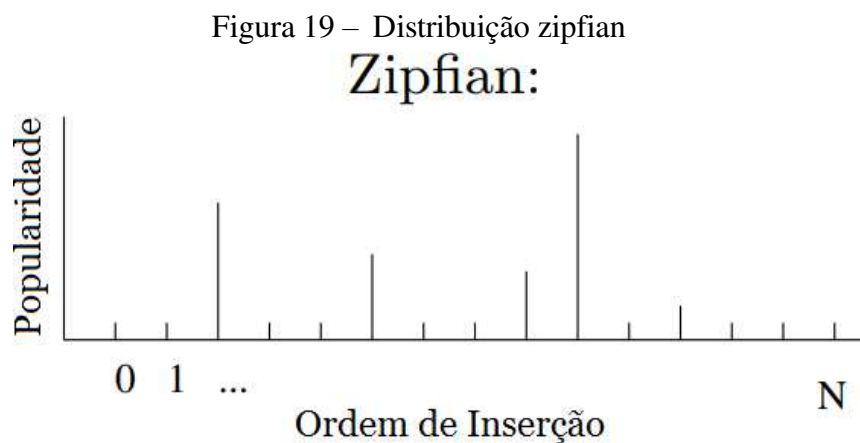 Figura 19 – Distribuição zipfian
Zipfian:
Popularidade
0 1 ...
N
Ordem de Inserção